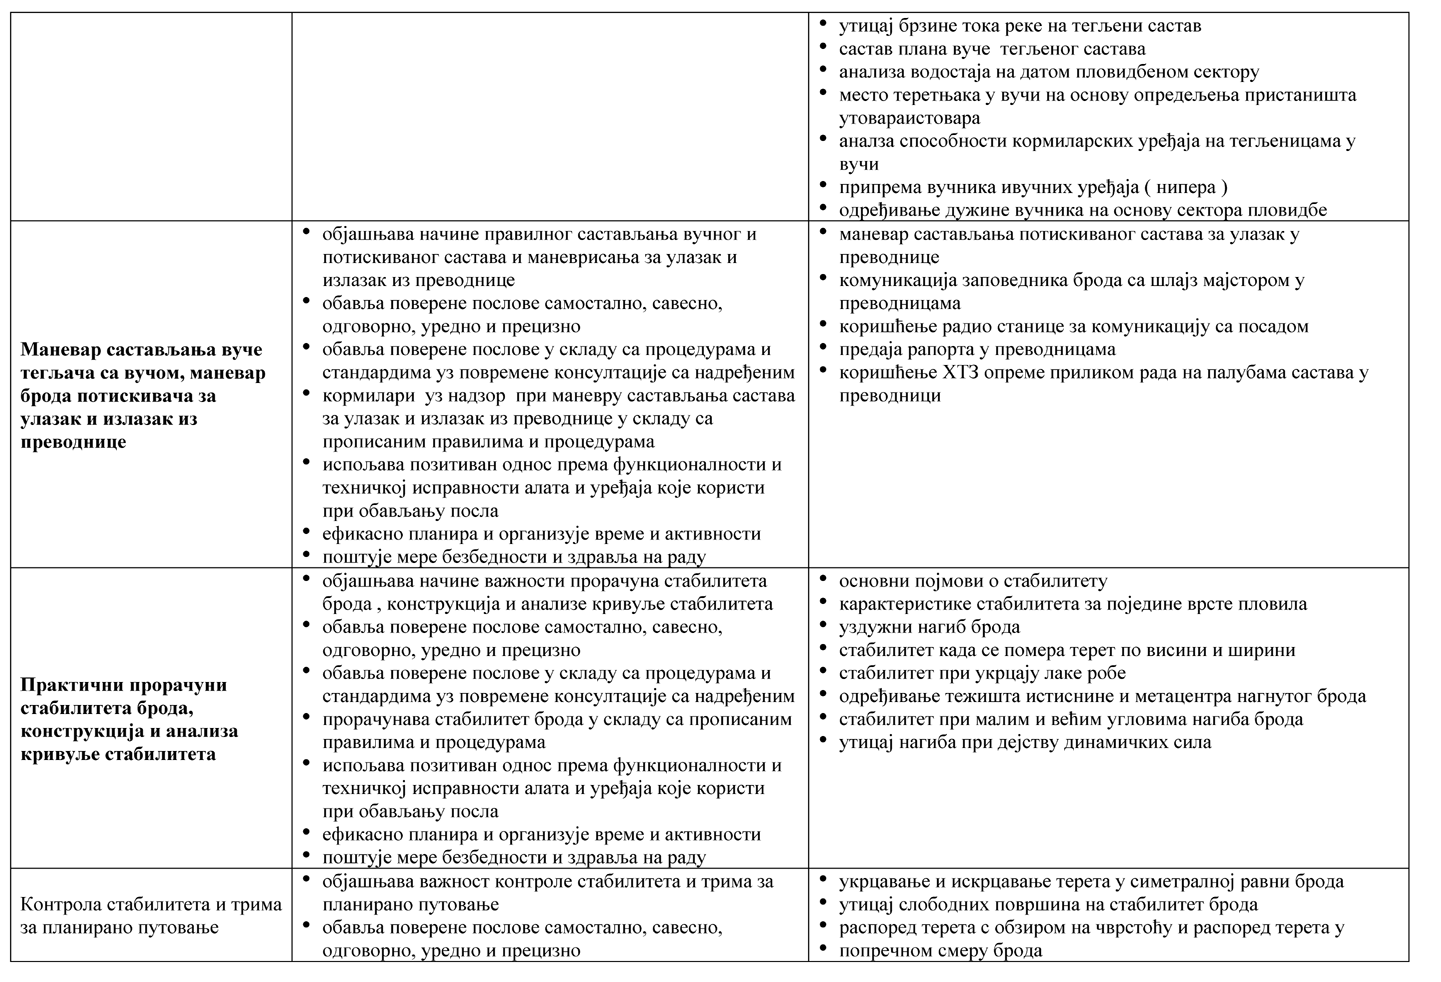 • утицај брзине тока реке на тегљени састав
• састав плана вуче  тегљеног састава
• анализа водостаја на датом пловидбеном сектору
• место теретњака у вучи на основу опредељења пристаништа
утовараистовара
• аналза способности кормиларских уређаја на тегљеницама у
вучи
• припрема вучника ивучних уређаја ( нипера )
• одређивање дужине вучника на основу сектора пловидбе
Маневар састављања вуче
тегљача са вучом, маневар
брода потискивача за
улазак и излазак из
преводнице
• објашњава начине правилног састављања вучног и
потискиваног састава и маневрисања за улазак и
излазак из преводнице
• обавља поверене послове самостално, савесно,
одговорно, уредно и прецизно
• обавља поверене послове у складу са процедурама и
стандардима уз повремене консултације са надређеним
• кормилари  уз надзор  при маневру састављања састава
за улазак и излазак из преводнице у складу са
прописаним правилима и процедурама
• испољава позитиван однос према функционалности и
техничкој исправности алата и уређаја које користи
при обављању посла
• ефикасно планира и организује време и активности
• поштује мере безбедности и здравља на раду
• маневар састављања потискиваног састава за улазак у
преводнице
• комуникација заповедника брода са шлајз мајстором у
преводницама
• коришћење радио станице за комуникацију са посадом
• предаја рапорта у преводницама
• коришћење ХТЗ опреме приликом рада на палубама састава у
преводници
Практични прорачуни
стабилитета брода,
конструкција и анализа
кривуље стабилитета
• објашњава начине важности прорачуна стабилитета
брода , конструкција и анализе кривуље стабилитета
• обавља поверене послове самостално, савесно,
одговорно, уредно и прецизно
• обавља поверене послове у складу са процедурама и
стандардима уз повремене консултације са надређеним
• прорачунава стабилитет брода у складу са прописаним
правилима и процедурама
• испољава позитиван однос према функционалности и
техничкој исправности алата и уређаја које користи
при обављању посла
• ефикасно планира и организује време и активности
• поштује мере безбедности и здравља на раду
• основни појмови о стабилитету
• карактеристике стабилитета за поједине врсте пловила
• уздужни нагиб брода
• стабилитет када се помера терет по висини и ширини
• стабилитет при укрцају лаке робе
• одређивање тежишта истиснине и метацентра нагнутог брода
• стабилитет при малим и већим угловима нагиба брода
• утицај нагиба при дејству динамичких сила
Контрола стабилитета и трима
за планирано путовање
• објашњава важност контроле стабилитета и трима за
планирано путовање
• обавља поверене послове самостално, савесно,
одговорно, уредно и прецизно
• укрцавање и искрцавање терета у симетралној равни брода
• утицај слободних површина на стабилитет брода
• распоред терета с обзиром на чврстоћу и распоред терета у
• попречном смеру брода